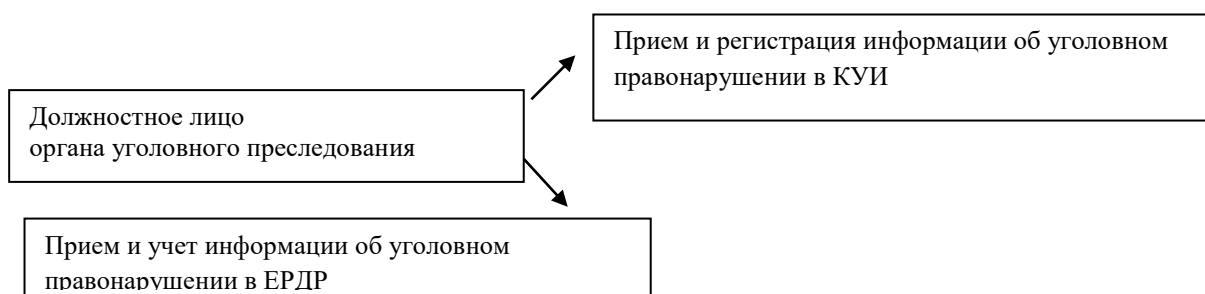 Прием и регистрация информации об уголовном
правонарушении в КУИ
Должностное лицо
органа уголовного преследования
Прием и учет информации об уголовном
правонарушении в ЕРДР